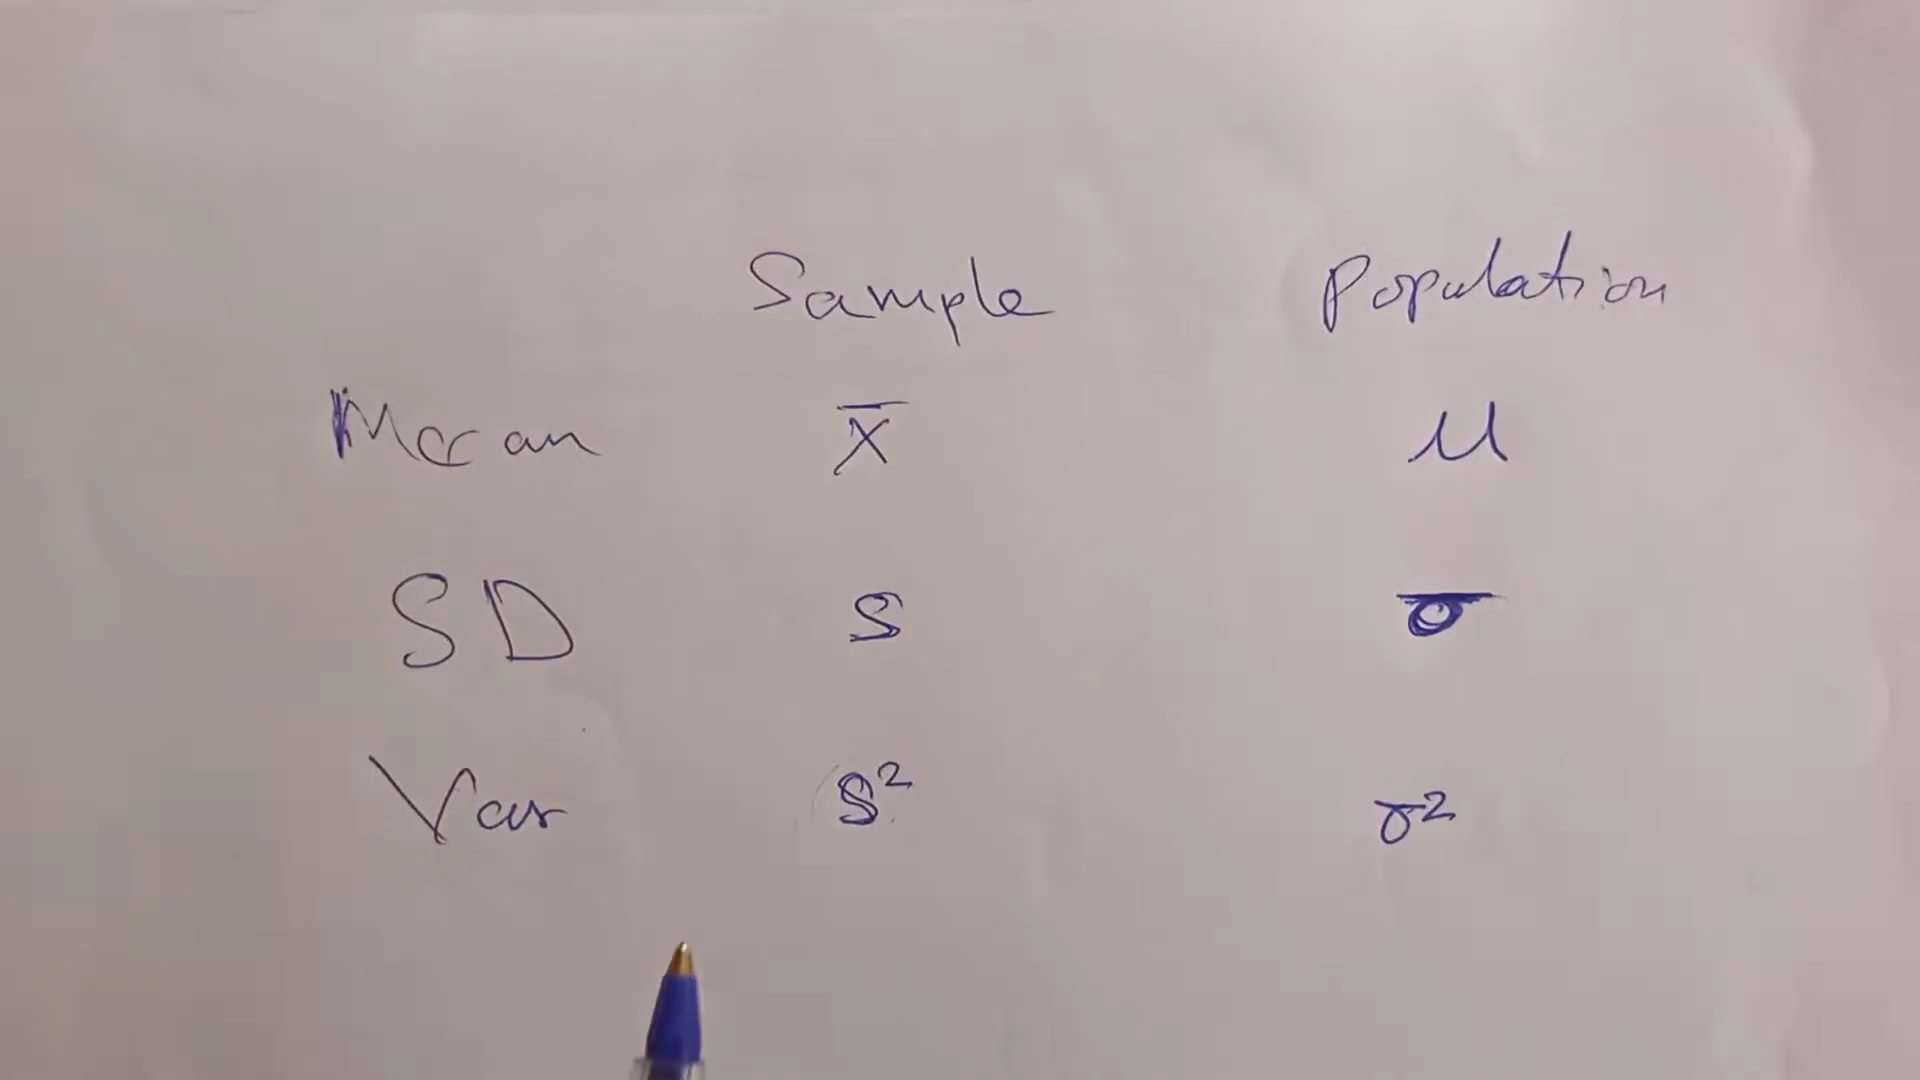 Sample Population
Mean x̄ μ
SD S σ
Var S² σ²